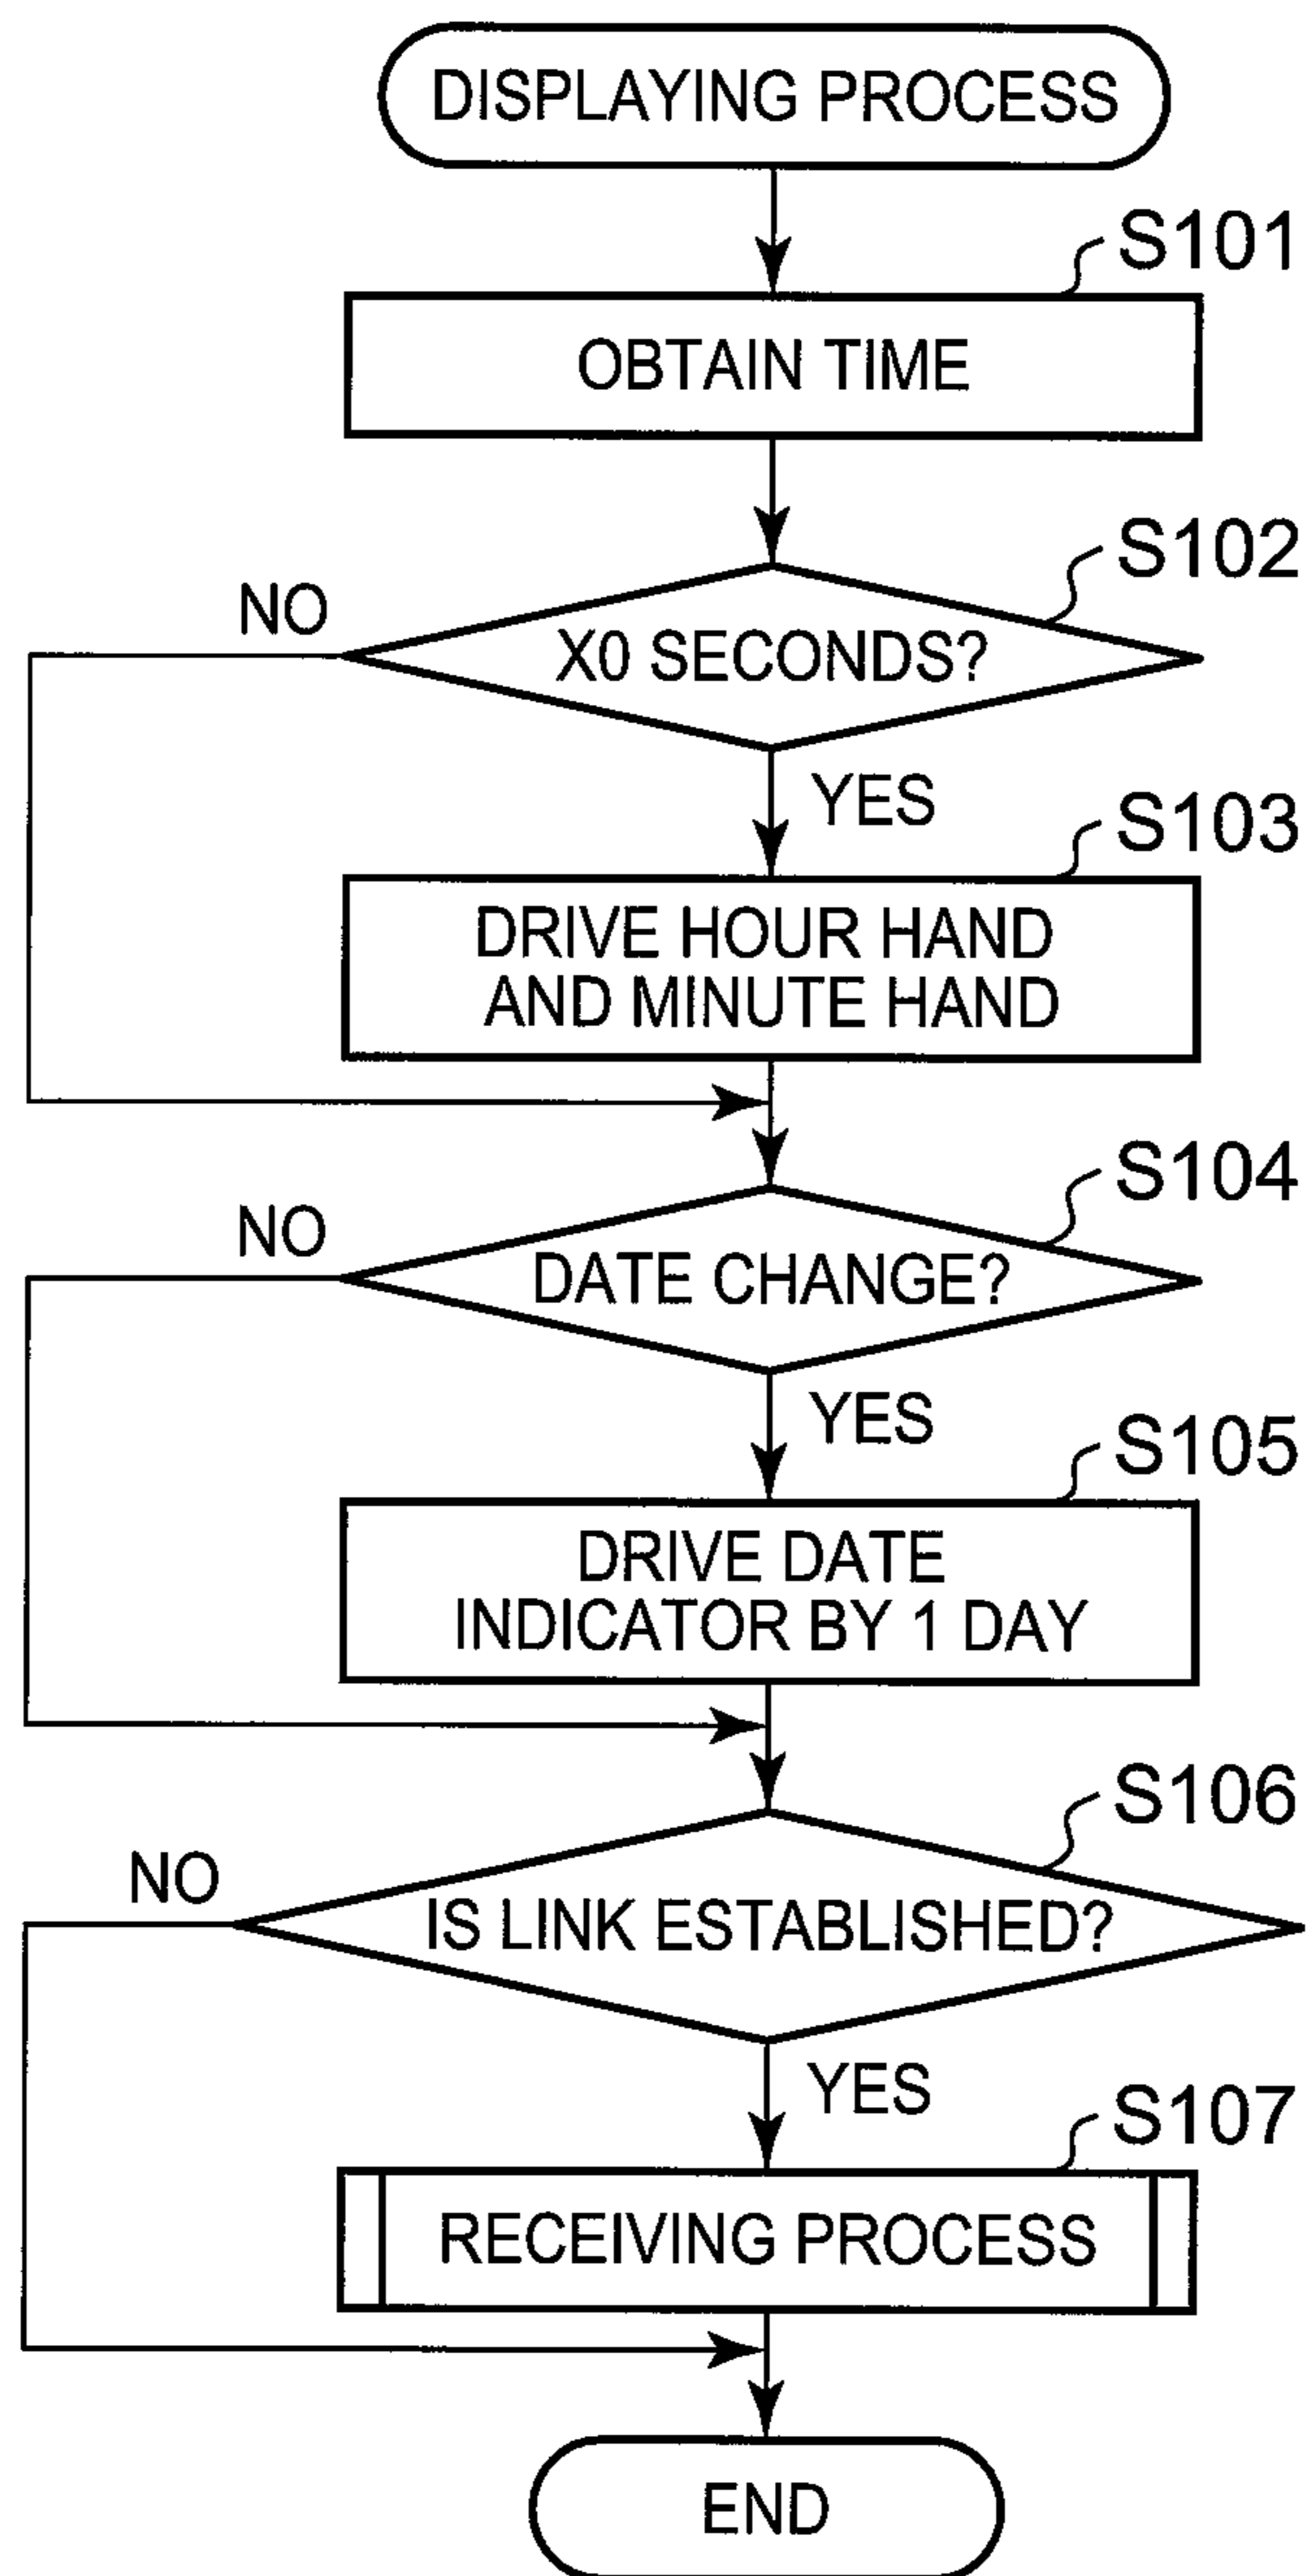 DISPLAYING PROCESS
S101
OBTAIN TIME
S102
NO
X0 SECONDS?
YES
S103
DRIVE HOUR HAND
AND MINUTE HAND
S104
NO
DATE CHANGE?
YES
S105
DRIVE DATE
INDICATOR BY 1 DAY
S106
NO
IS LINK ESTABLISHED?
YES
S107
RECEIVING PROCESS
END